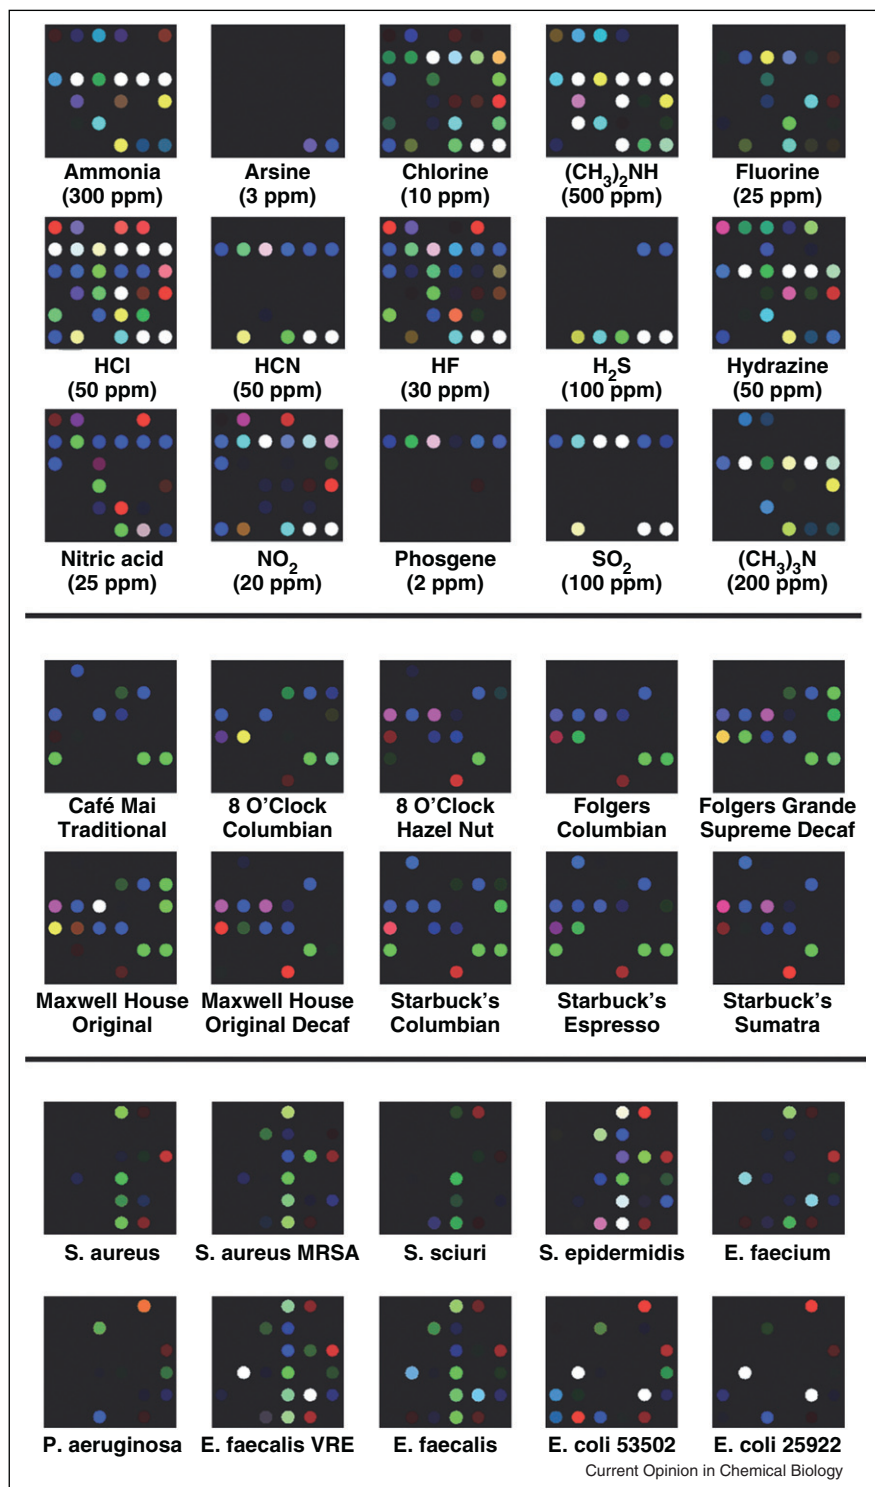 Ammonia Arsine Chlorine (CH₃)₂NH Fluorine
(300 ppm) (3 ppm) (10 ppm) (500 ppm) (25 ppm)
HCl HCN HF H₂S Hydrazine
(50 ppm) (50 ppm) (30 ppm) (100 ppm) (50 ppm)
Nitric acid NO₂ Phosgene SO₂ (CH₃)₃N
(25 ppm) (20 ppm) (2 ppm) (100 ppm) (200 ppm)
Café Mai 8 O'Clock 8 O'Clock Folgers Folgers Grande
Traditional Columbian Hazel Nut Columbian Supreme Decaf
Maxwell House Maxwell House Starbuck's Starbuck's Starbuck's
Original Original Decaf Columbian Espresso Sumatra
S. aureus S. aureus MRSA S. sciuri S. epidermidis E. faecium
P. aeruginosa E. faecalis VRE E. faecalis E. coli 53502 E. coli 25922
Current Opinion in Chemical Biology